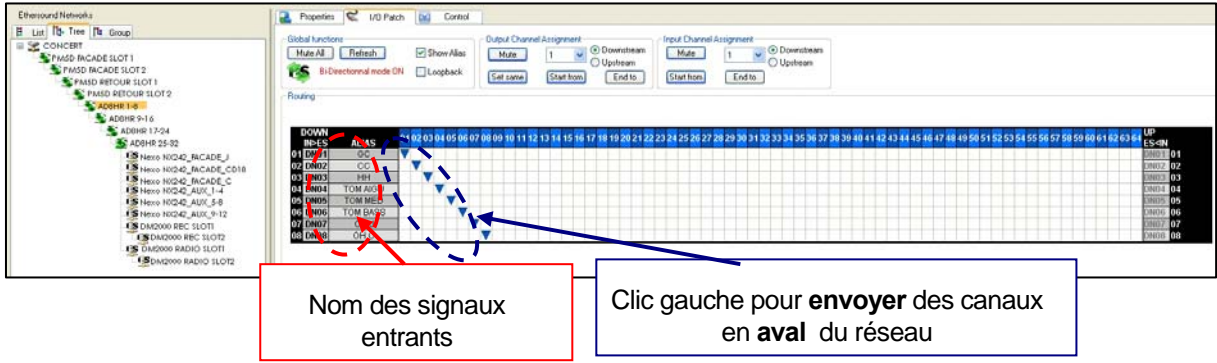 Ethersound Networks
List Tree Group
CONCERT
PM5D FACADE SLOT 1
PM5D FACADE SLOT 2
PM5D RETOUR SLOT 1
PM5D RETOUR SLOT 2
AD8HR 1-8
AD8HR 9-16
AD8HR 17-24
AD8HR 25-32
Nexo NX242_FACADE_J
Nexo NX242_FACADE_CD18
Nexo NX242_FACADE_C
Nexo NX242_AUX_1-4
Nexo NX242_AUX_5-8
Nexo NX242_AUX_9-12
DM2000 REC SLOT1
DM2000 REC SLOT2
DM2000 RADIO SLOT1
DM2000 RADIO SLOT2
Properties I/O Patch Control
Global functions
Mute All Refresh Show Alias
Bi-Directionnal mode ON Loopback
Output Channel Assignment
Mute 1 Downstream
Upstream
Set same Start from End to
Input Channel Assignment
Mute 1 Downstream
Upstream
Start from End to
Routing
DOWN
IN>ES ALIAS 01 02 03 04 05 06 07 08 09 10 11 12 13 14 15 16 17 18 19 20 21 22 23 24 25 26 27 28 29 30 31 32 33 34 35 36 37 38 39 40 41 42 43 44 45 46 47 48 49 50 51 52 53 54 55 56 57 58 59 60 61 62 63 64 UP
ES<IN
01 DN01 GC DN01 01
02 DN02 CC DN02 02
03 DN03 HH DN03 03
04 DN04 TOM AIGU DN04 04
05 DN05 TOM MED DN05 05
06 DN06 TOM BASS DN06 06
07 DN07 DN07 07
08 DN08 DN08 08
Nom des signaux
entrants
Clic gauche pour envoyer des canaux
en aval du réseau